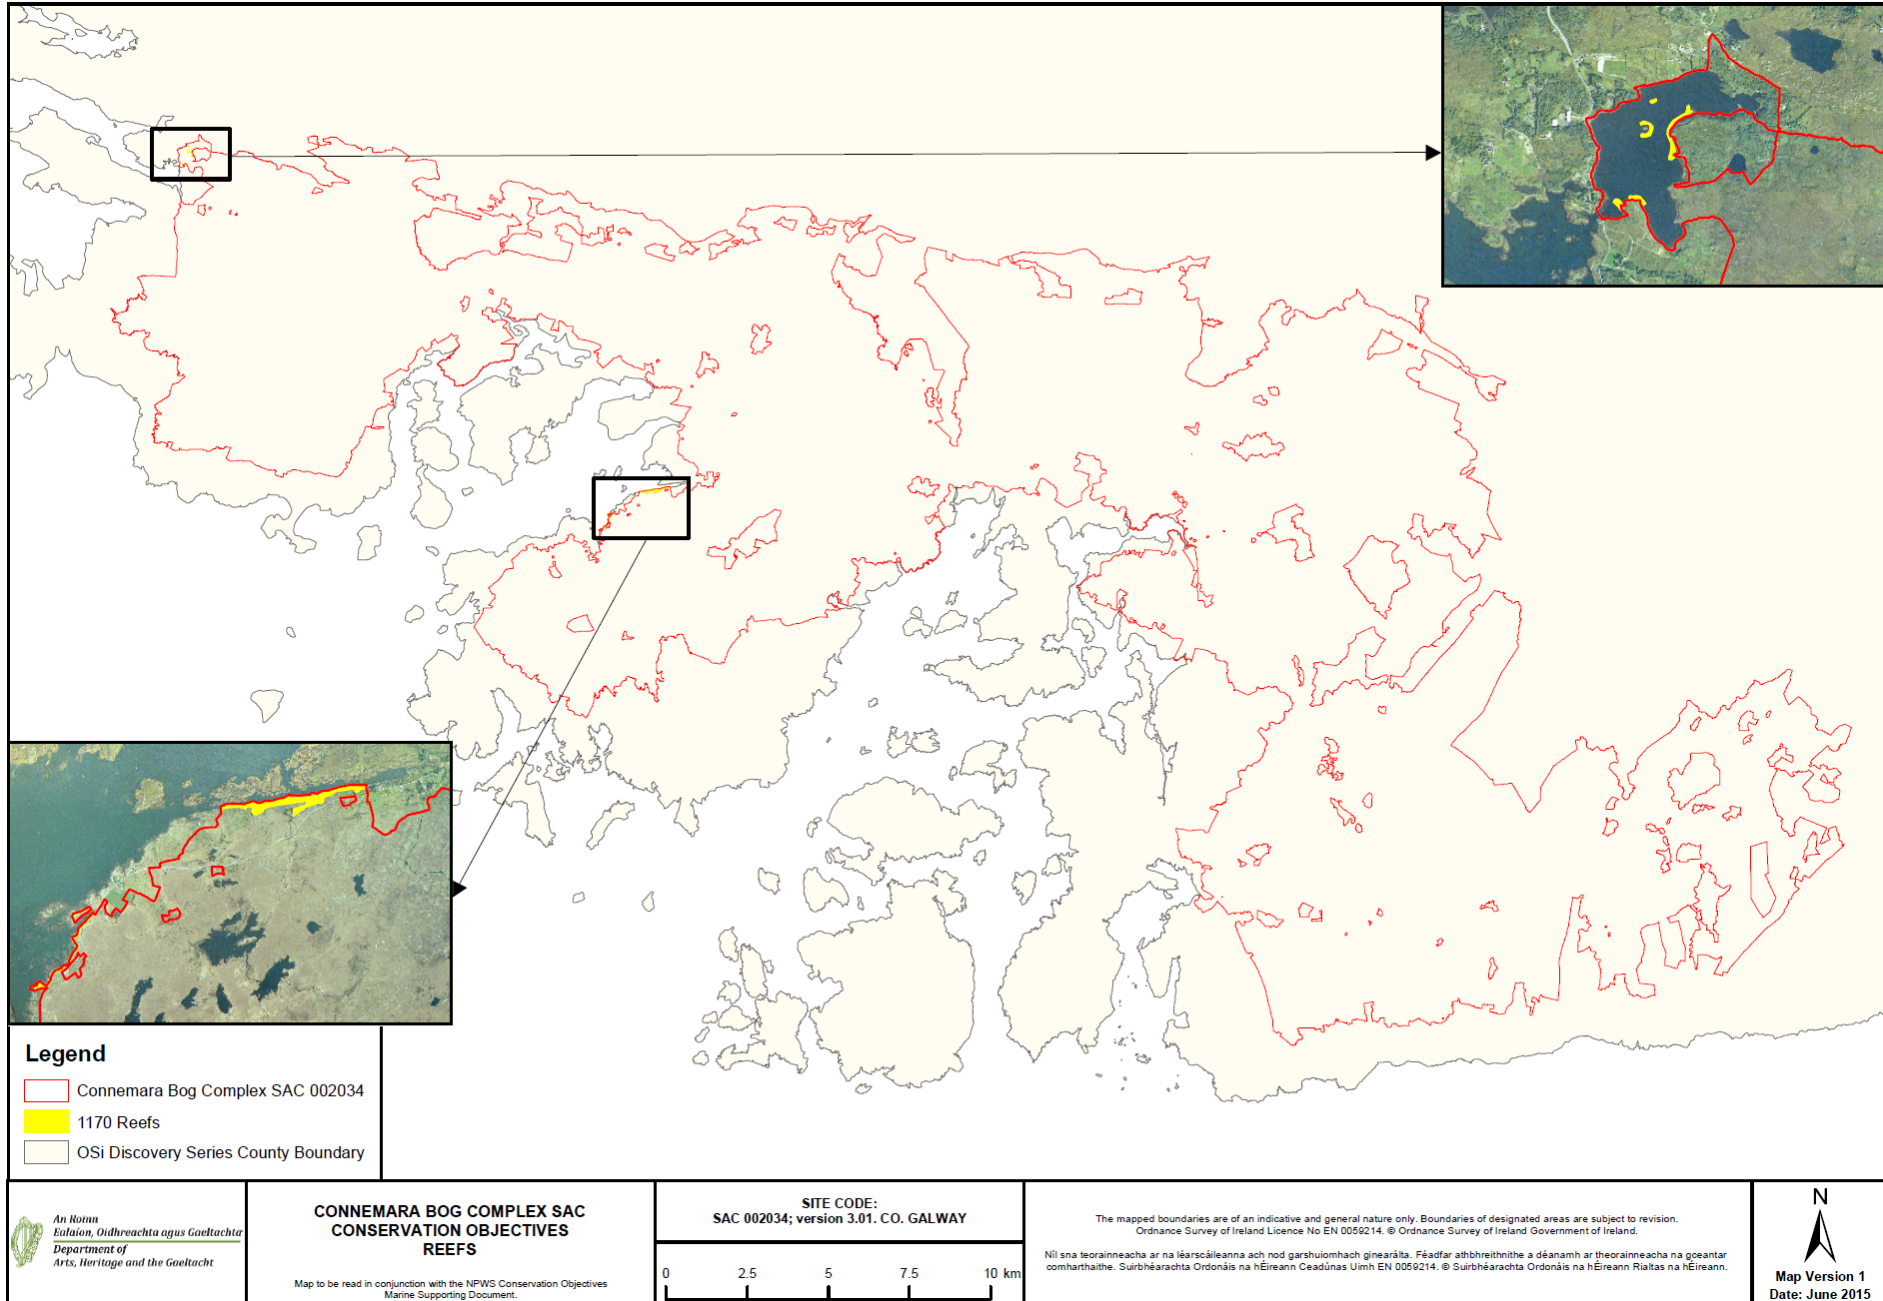 Legend
Connemara Bog Complex SAC 002034
1170 Reefs
OSi Discovery Series County Boundary
An Roinn
Ealaíon, Oidhreachta agus Gaeltachta
Department of
Arts, Heritage and the Gaeltacht
CONNEMARA BOG COMPLEX SAC
CONSERVATION OBJECTIVES
REEFS
Map to be read in conjunction with the NPWS Conservation Objectives
Marine Supporting Document.
SITE CODE:
SAC 002034; version 3.01. CO. GALWAY
0 2.5 5 7.5 10 km
The mapped boundaries are of an indicative and general nature only. Boundaries of designated areas are subject to revision.
Ordnance Survey of Ireland Licence No EN 0059214. © Ordnance Survey of Ireland Government of Ireland.
Níl sna teorainneacha ar na léarscáileanna ach nod garshuiomhach ginearálta. Féadfar athbhreithnithe a déanamh ar theorainneacha na gceantar
comharthaithe. Suirbhéarachta Ordonáis na hÉireann Ceadúnas Uimh EN 0059214. © Suirbhéarachta Ordonáis na hÉireann Rialtas na hÉireann.
N
Map Version 1
Date: June 2015